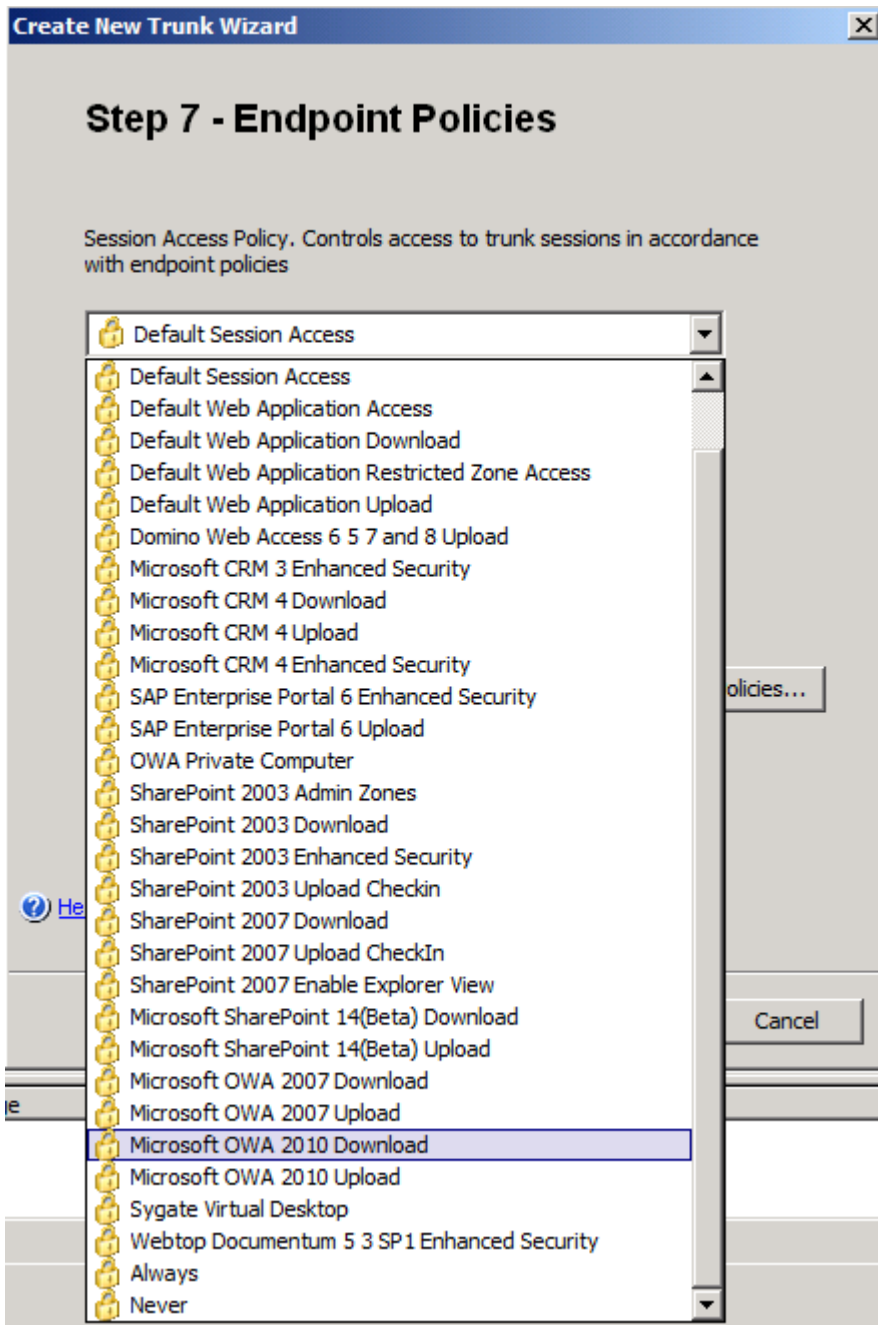 Create New Trunk Wizard
Step 7 - Endpoint Policies
Session Access Policy. Controls access to trunk sessions in accordance
with endpoint policies
Default Session Access
Default Session Access
Default Web Application Access
Default Web Application Download
Default Web Application Restricted Zone Access
Default Web Application Upload
Domino Web Access 6 5 7 and 8 Upload
Microsoft CRM 3 Enhanced Security
Microsoft CRM 4 Download
Microsoft CRM 4 Upload
Microsoft CRM 4 Enhanced Security
SAP Enterprise Portal 6 Enhanced Security
olicies...
SAP Enterprise Portal 6 Upload
OWA Private Computer
SharePoint 2003 Admin Zones
SharePoint 2003 Download
SharePoint 2003 Enhanced Security
SharePoint 2003 Upload Checkin
He
SharePoint 2007 Download
SharePoint 2007 Upload CheckIn
SharePoint 2007 Enable Explorer View
Microsoft SharePoint 14(Beta) Download
Cancel
Microsoft SharePoint 14(Beta) Upload
Microsoft OWA 2007 Download
ge
Microsoft OWA 2007 Upload
Microsoft OWA 2010 Download
Microsoft OWA 2010 Upload
Sygate Virtual Desktop
Webtop Documentum 5 3 SP1 Enhanced Security
Always
Never